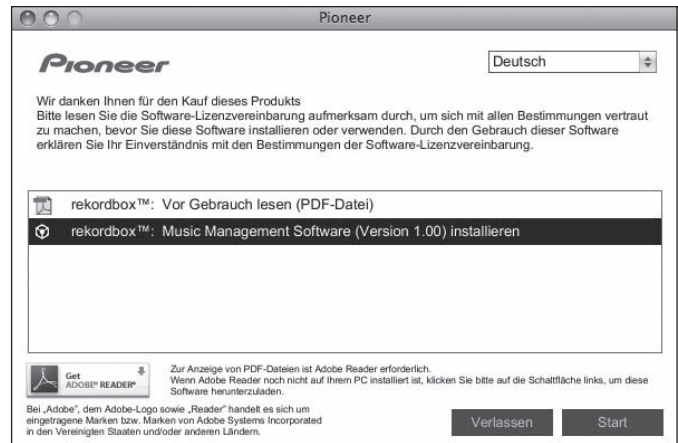 Pioneer
Pioneer
Deutsch
Wir danken Ihnen für den Kauf dieses Produkts
Bitte lesen Sie die Software-Lizenzvereinbarung aufmerksam durch, um sich mit allen Bestimmungen vertraut
zu machen, bevor Sie diese Software installieren oder verwenden. Durch den Gebrauch dieser Software
erklären Sie Ihr Einverständnis mit den Bestimmungen der Software-Lizenzvereinbarung.
rekordbox™: Vor Gebrauch lesen (PDF-Datei)
rekordbox™: Music Management Software (Version 1.00) installieren
Get
ADOBE® READER®
Zur Anzeige von PDF-Dateien ist Adobe Reader erforderlich.
Wenn Adobe Reader noch nicht auf Ihrem PC installiert ist, klicken Sie bitte auf die Schaltfläche links, um diese
Software herunterzuladen.
Bei „Adobe", dem Adobe-Logo sowie „Reader" handelt es sich um
eingetragene Marken bzw. Marken von Adobe Systems Incorporated
in den Vereinigten Staaten und/oder anderen Ländern.
Verlassen
Start